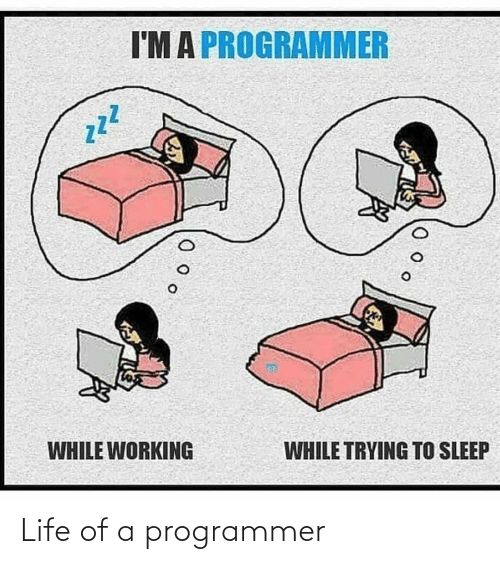 I'M A PROGRAMMER
zzz
WHILE WORKING
WHILE TRYING TO SLEEP
Life of a programmer